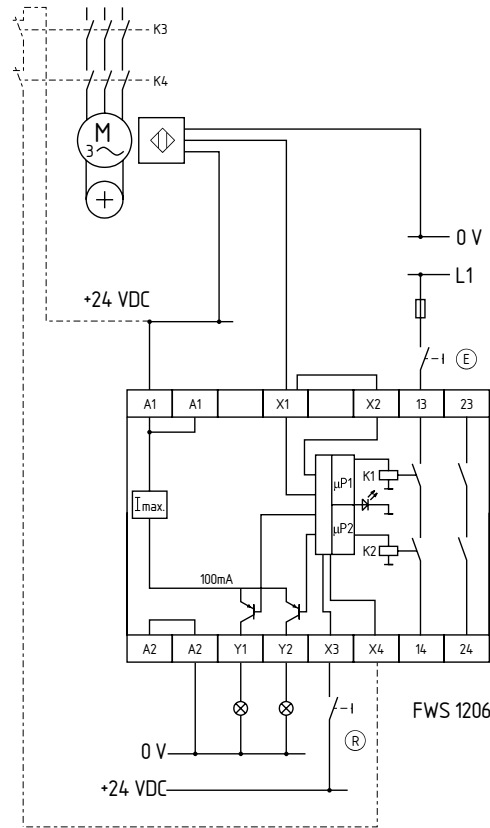 K3
K4
M
3
0 V
L1
+24 VDC
E
A1 A1 X1 X2 13 23
µP1
K1
Imax.
µP2
K2
100mA
A2 A2 Y1 Y2 X3 X4 14 24
FWS 1206
R
0 V
+24 VDC